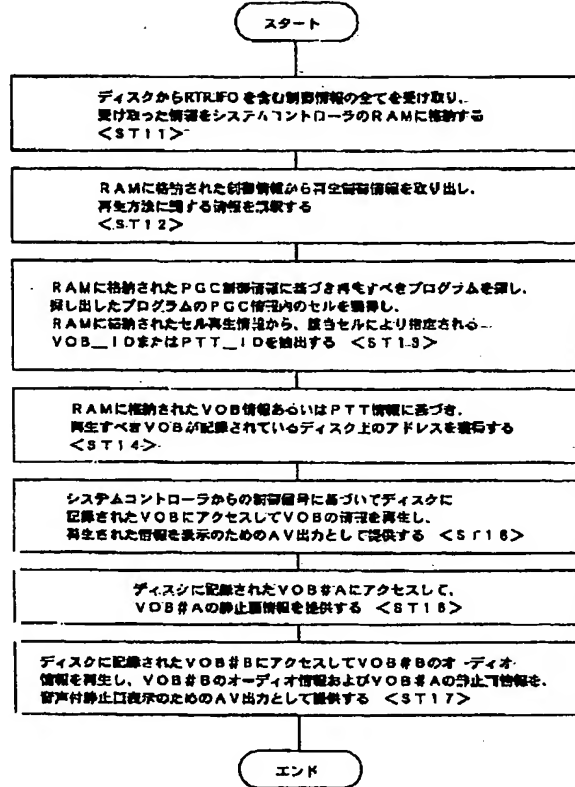 スタート
ディスクからRTRIFOを含む制御情報の全てを受け取り、
受け取った情報をシステムコントローラのRAMに格納する
<ST11>
RAMに格納された制御情報から再生制御情報を取り出し、
再生方法に関する情報を解釈する
<ST12>
RAMに格納されたPGC制御情報に基づき再生すべきプログラムを探し、
探し出したプログラムのPGC情報内のセルを獲得し、
RAMに格納されたセル再生情報から、該当セルにより指定される
VOB_IDまたはPTT_IDを抽出する <ST13>
RAMに格納されたVOB情報あるいはPTT情報に基づき、
再生すべきVOBが記録されているディスク上のアドレスを獲得する
<ST14>
システムコントローラからの制御信号に基づいてディスクに
記録されたVOBにアクセスしてVOBの情報を再生し、
再生された情報を表示のためのAV出力として提供する
ディスクに記録されたVOB#Aにアクセスして、
VOB#Aの静止画情報を提供する <ST16>
ディスクに記録されたVOB#BにアクセスしてVOB#Bのオーディオ
情報を再生し、VOB#Bのオーディオ情報およびVOB#Aの静止画情報を、
音声付静止画表示のためのAV出力として提供する <ST17>
エンド